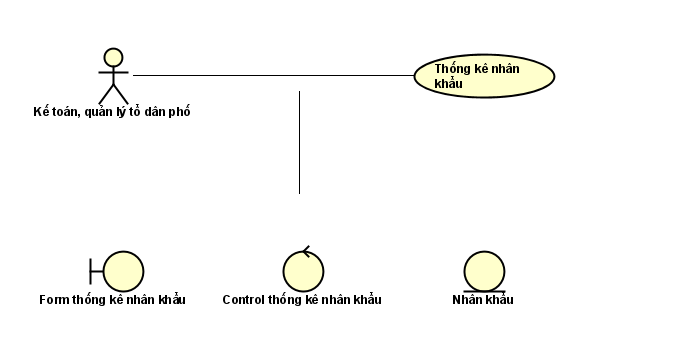 Thống kê nhân
khẩu
Kế toán, quản lý tổ dân phố
Form thống kê nhân khẩu
Control thống kê nhân khẩu
Nhân khẩu